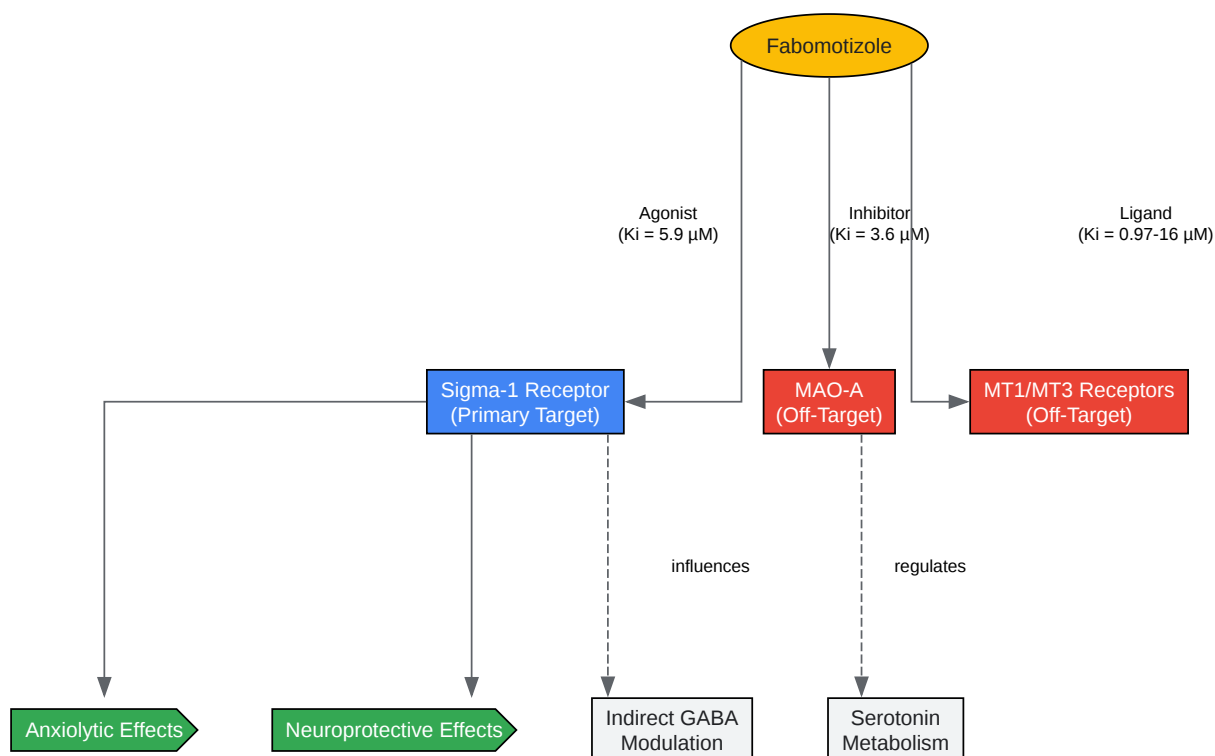 Fabomotizole
Agonist
(Ki = 5.9 µM)
Inhibitor
(Ki = 3.6 µM)
Ligand
(Ki = 0.97-16 µM)
Sigma-1 Receptor
(Primary Target)
MAO-A
(Off-Target)
MT1/MT3 Receptors
(Off-Target)
influences
regulates
Anxiolytic Effects
Neuroprotective Effects
Indirect GABA
Modulation
Serotonin
Metabolism